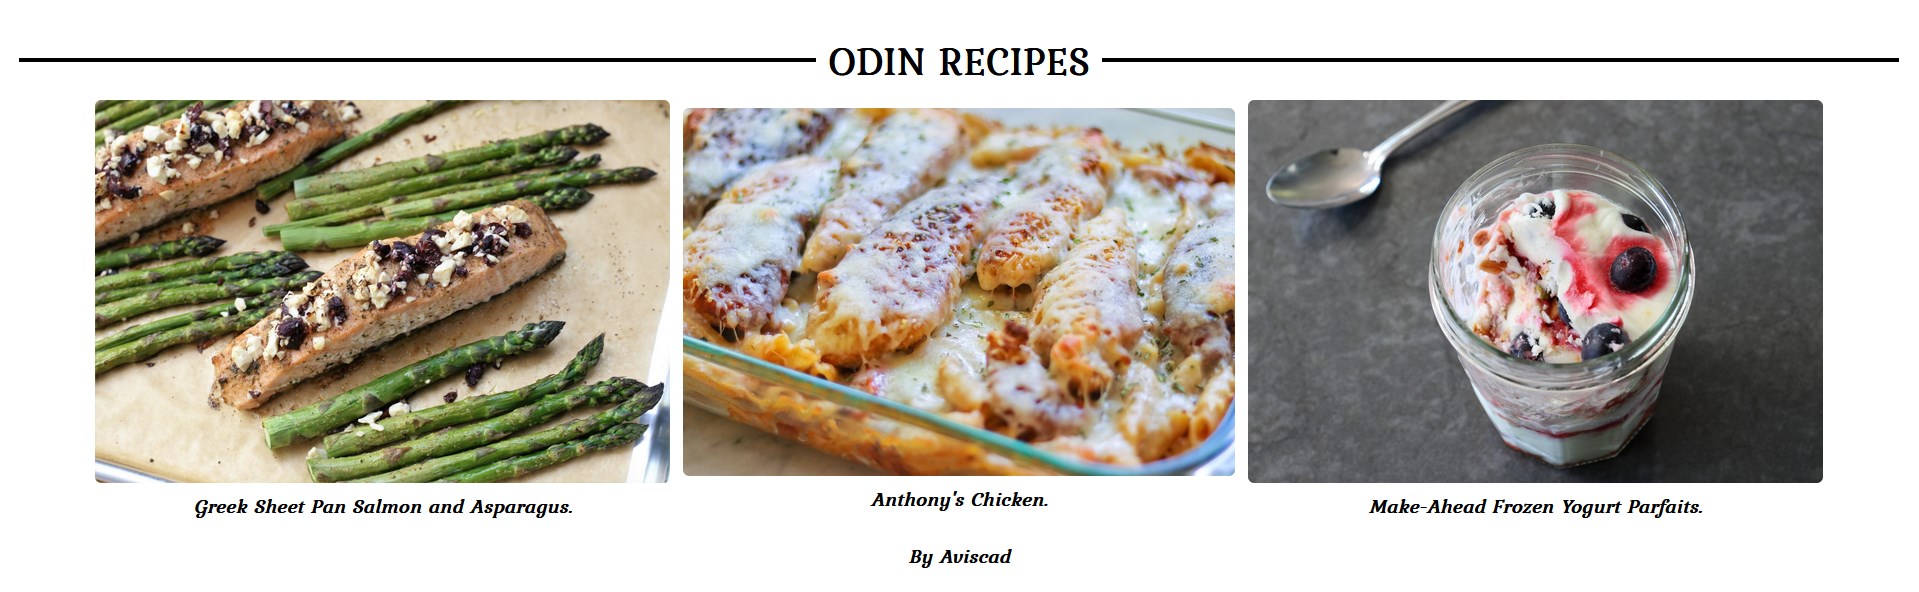 ODIN RECIPES
Greek Sheet Pan Salmon and Asparagus.
Anthony's Chicken.
Make-Ahead Frozen Yogurt Parfaits.
By Aviscad